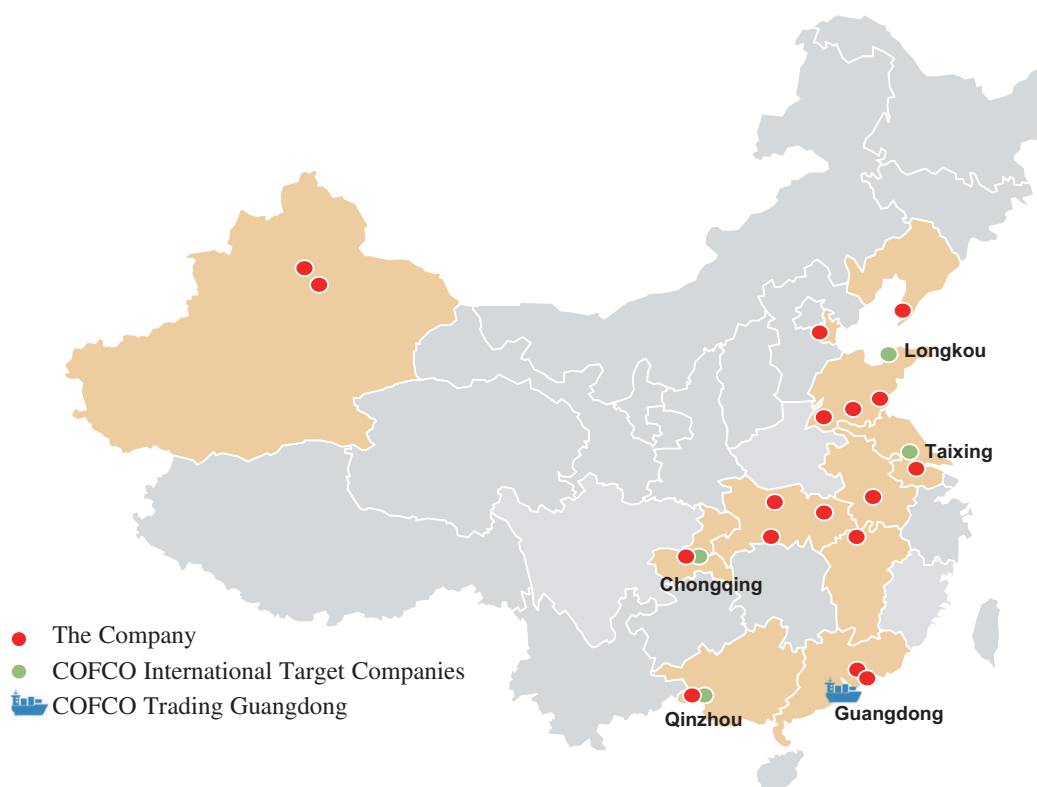 Longkou
Taixing
Chongqing
The Company
COFCO International Target Companies
COFCO Trading Guangdong
Qinzhou
Guangdong